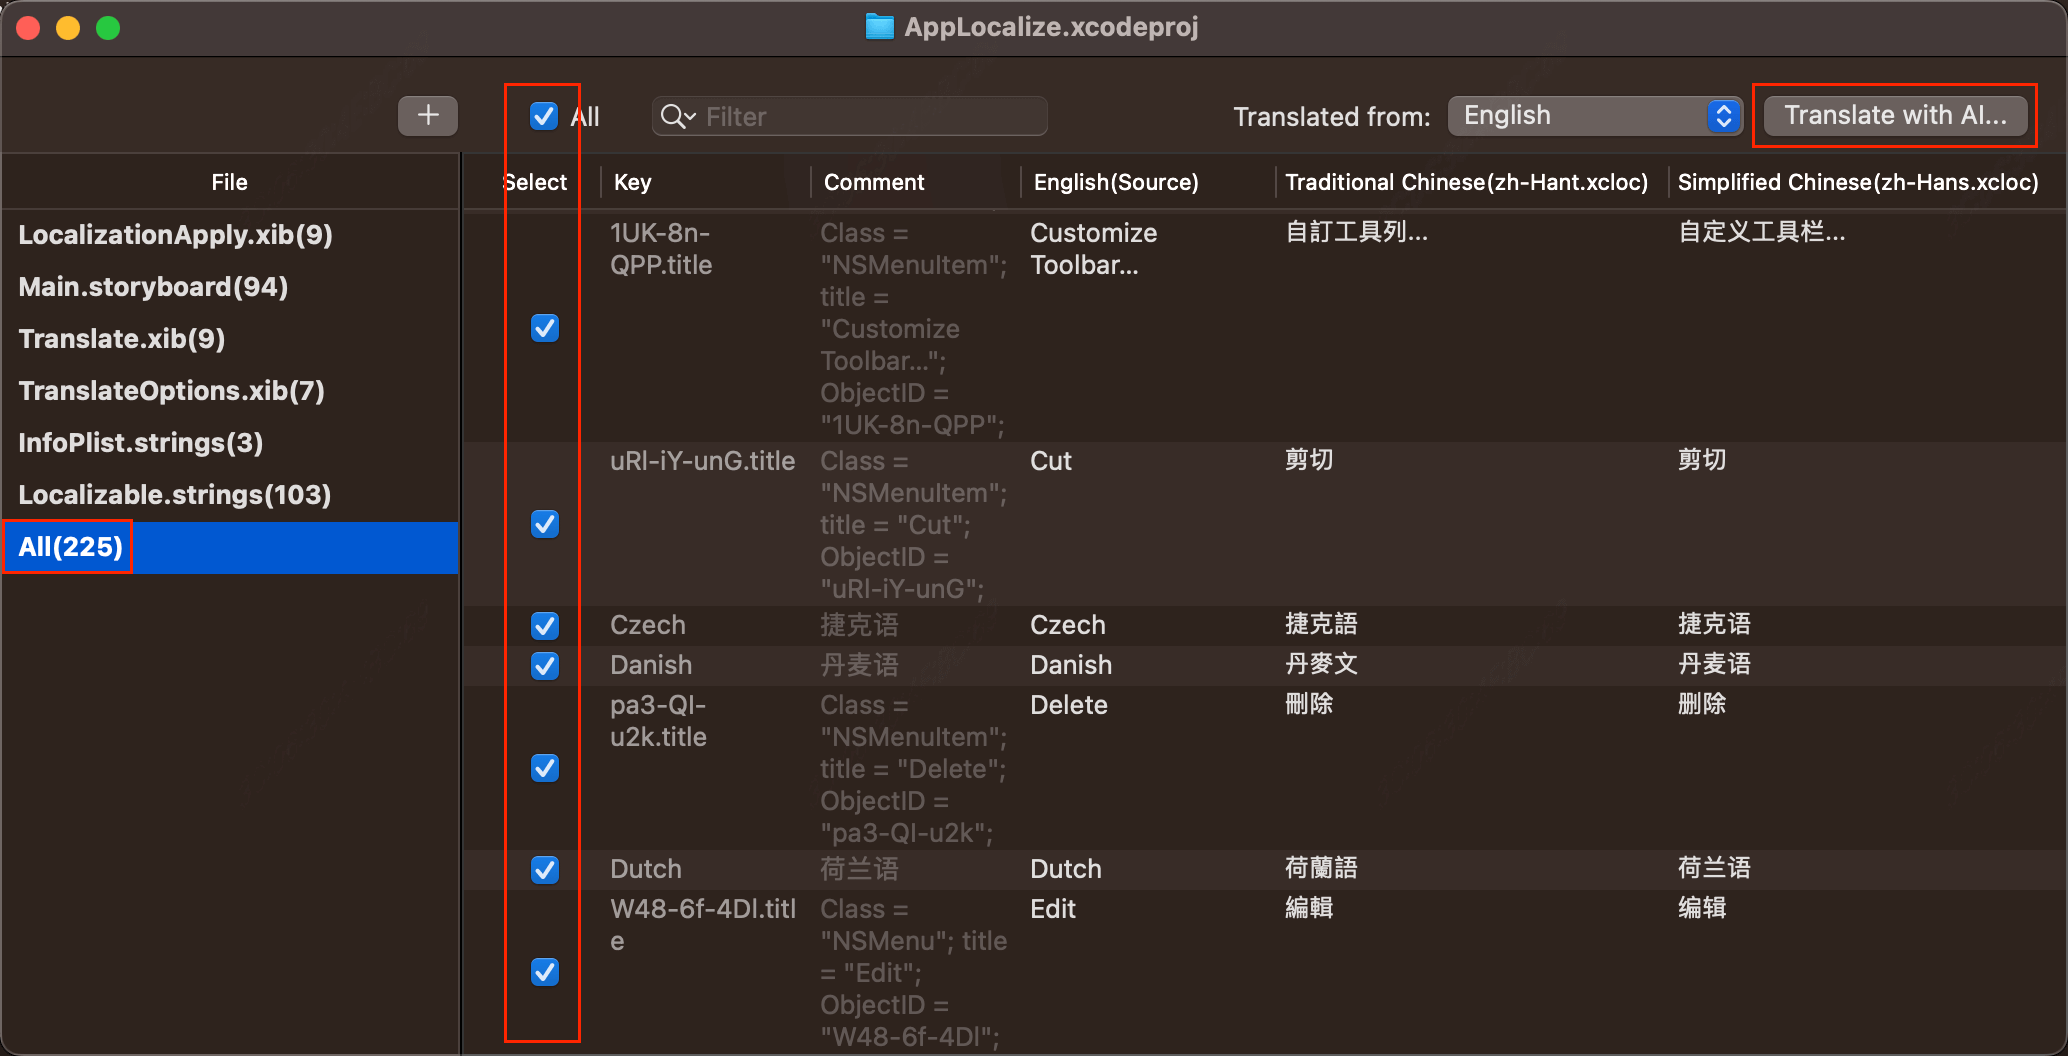 AppLocalize.xcodeproj
All
Filter
Translated from:
English
Translate with AI...
File
Select
Key
Comment
English(Source)
Traditional Chinese(zh-Hant.xcloc)
Simplified Chinese(zh-Hans.xcloc)
LocalizationApply.xib(9)
Main.storyboard(94)
Translate.xib(9)
TranslateOptions.xib(7)
InfoPlist.strings(3)
Localizable.strings(103)
All(225)
1UK-8n-
QPP.title
Class =
"NSMenuItem";
title =
"Customize
Toolbar…";
ObjectID =
"1UK-8n-QPP";
Customize
Toolbar…
自訂工具列…
自定义工具栏…
uRl-iY-unG.title
Class =
"NSMenuItem";
title = "Cut";
ObjectID =
"uRl-iY-unG";
Cut
剪切
剪切
Czech
捷克语
Czech
捷克語
捷克语
Danish
丹麦语
Danish
丹麥文
丹麦语
pa3-QI-
u2k.title
Class =
"NSMenuItem";
title = "Delete";
ObjectID =
"pa3-QI-u2k";
Delete
刪除
删除
Dutch
荷兰语
Dutch
荷蘭語
荷兰语
W48-6f-4Dl.titl
e
Class =
"NSMenu"; title
= "Edit";
ObjectID =
"W48-6f-4Dl";
Edit
編輯
编辑